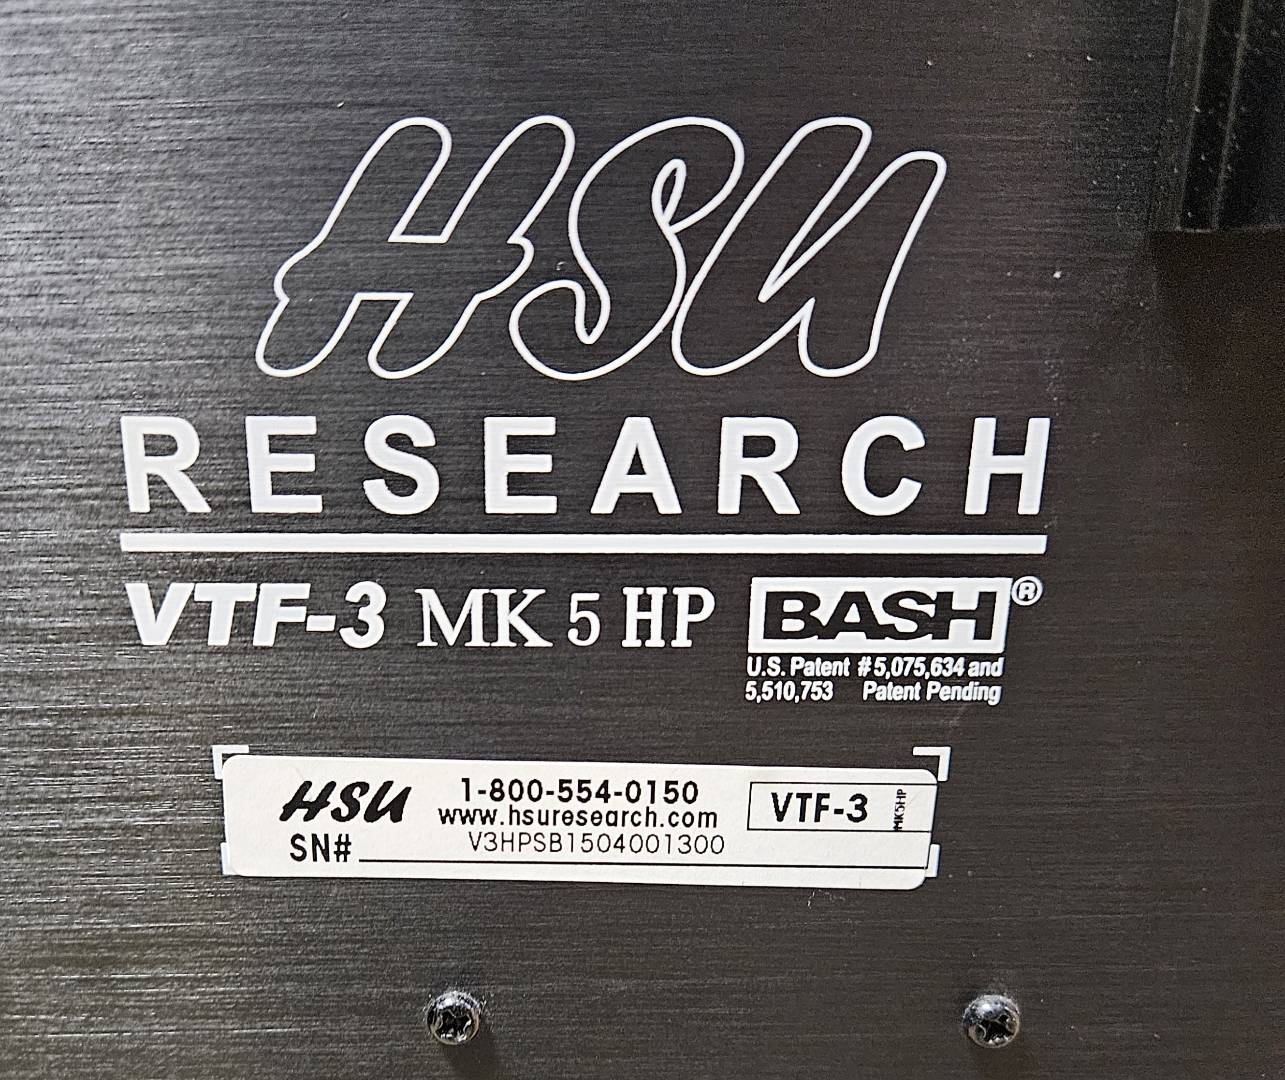 HSU
RESEARCH
VTF-3 MK 5 HP BASH®
U.S. Patent #5,075,634 and
5,510,753 Patent Pending
HSU 1-800-554-0150 VTF-3 MK5HP
www.hsuresearch.com
SN# V3HPSB1504001300